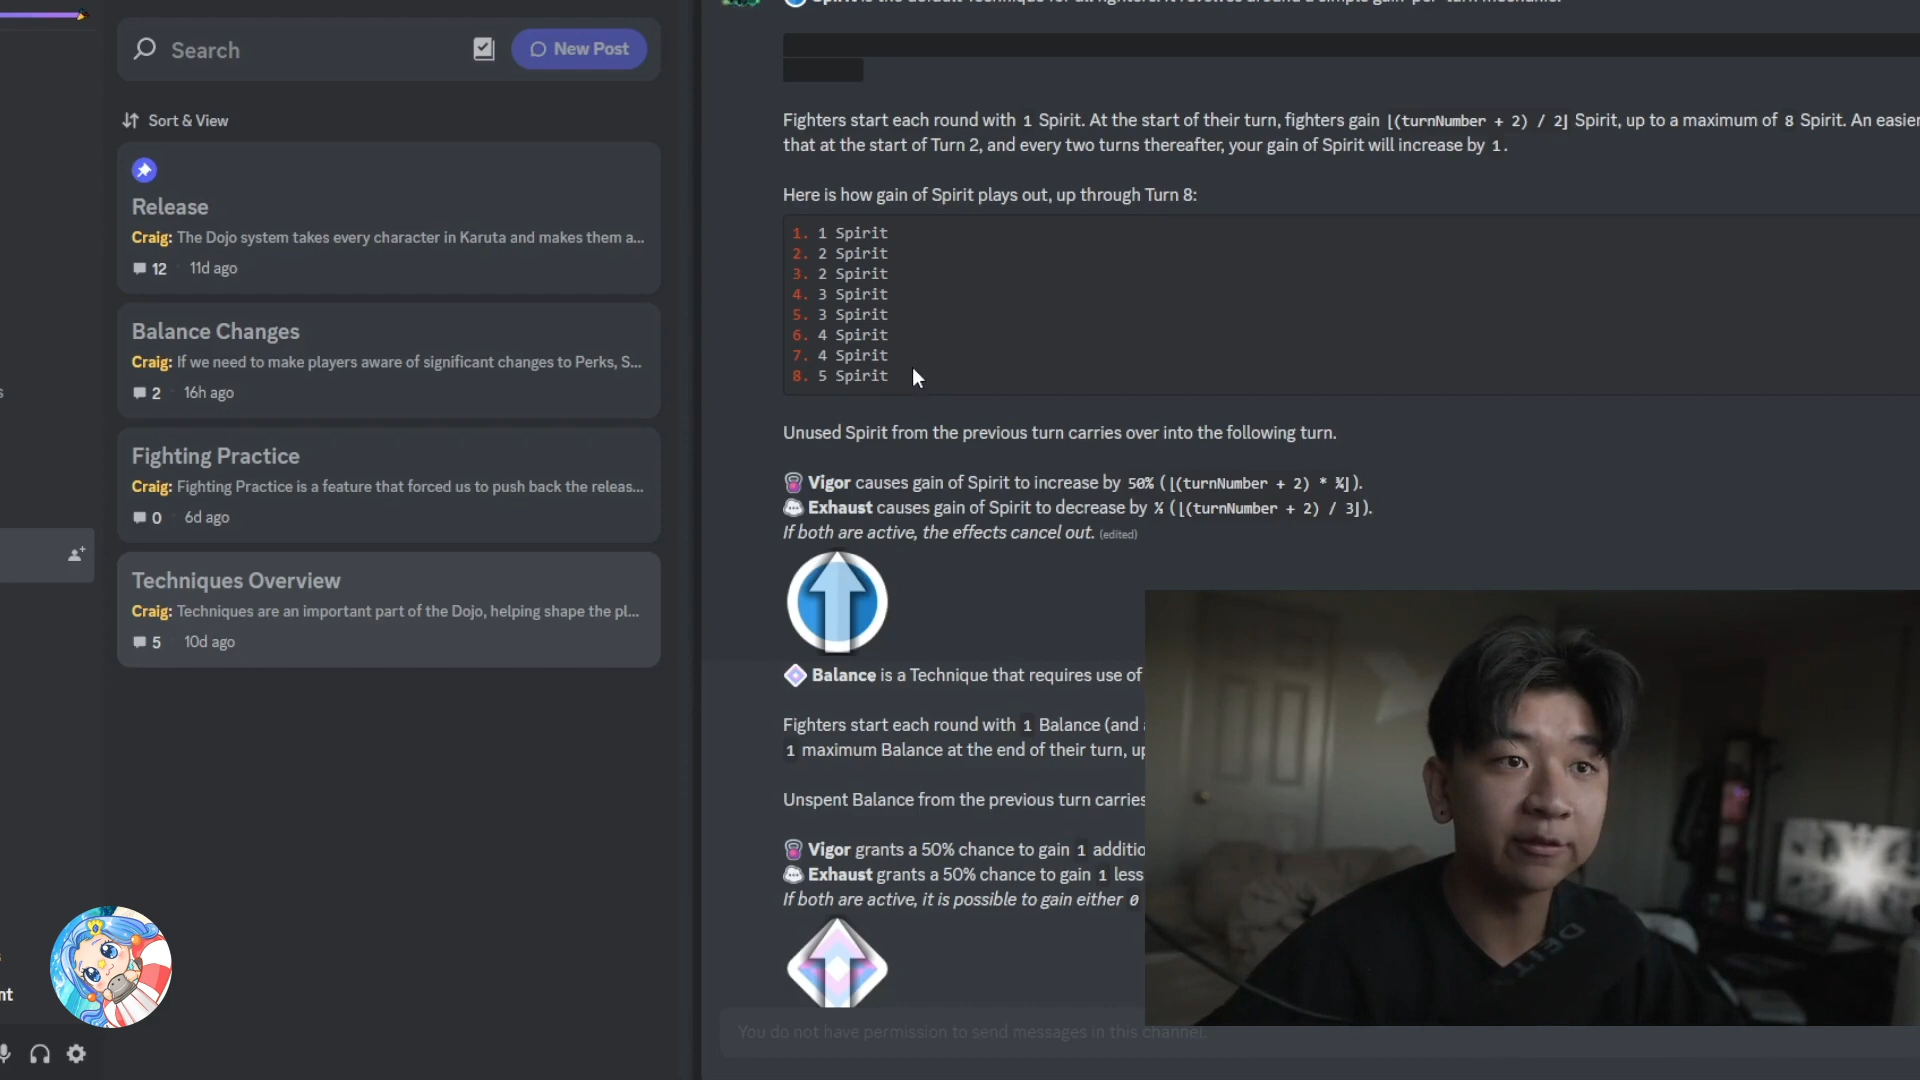 Search
New Post
Sort & View
Release
Craig: The Dojo system takes every character in Karuta and makes them a...
12 11d ago
Balance Changes
Craig: If we need to make players aware of significant changes to Perks, S...
2 16h ago
Fighting Practice
Craig: Fighting Practice is a feature that forced us to push back the releas...
0 6d ago
Techniques Overview
Craig: Techniques are an important part of the Dojo, helping shape the pl...
5 10d ago
nt
Fighters start each round with 1 Spirit. At the start of their turn, fighters gain ⌊(turnNumber + 2) / 2⌋ Spirit, up to a maximum of 8 Spirit. An easier
that at the start of Turn 2, and every two turns thereafter, your gain of Spirit will increase by 1.
Here is how gain of Spirit plays out, up through Turn 8:
1. 1 Spirit
2. 2 Spirit
3. 2 Spirit
4. 3 Spirit
5. 3 Spirit
6. 4 Spirit
7. 4 Spirit
8. 5 Spirit
Unused Spirit from the previous turn carries over into the following turn.
Vigor causes gain of Spirit to increase by 50% (⌊(turnNumber + 2) * ¾⌋).
Exhaust causes gain of Spirit to decrease by ⅓ (⌊(turnNumber + 2) / 3⌋).
If both are active, the effects cancel out. (edited)
Balance is a Technique that requires use of
Fighters start each round with 1 Balance (and
1 maximum Balance at the end of their turn, up
Unspent Balance from the previous turn carries
Vigor grants a 50% chance to gain 1 additio
Exhaust grants a 50% chance to gain 1 less
If both are active, it is possible to gain either 0
You do not have permission to send messages in this channel.